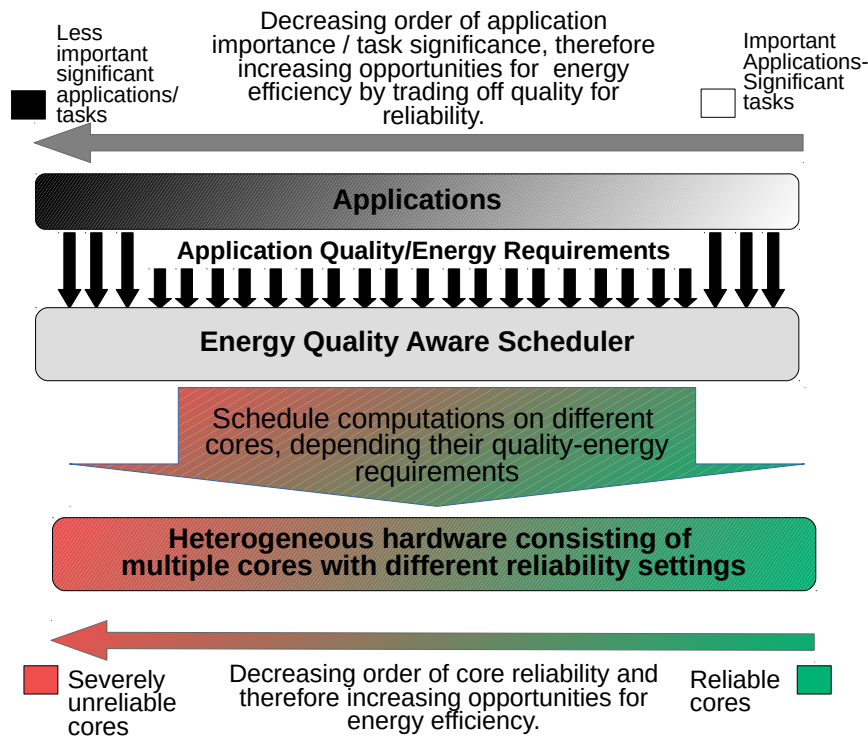 Less
important
significant
applications/
tasks
Decreasing order of application
importance / task significance, therefore
increasing opportunities for energy
efficiency by trading off quality for
reliability.
Important
Applications-
Significant
tasks
Applications
Application Quality/Energy Requirements
Energy Quality Aware Scheduler
Schedule computations on different
cores, depending their quality-energy
requirements
Heterogeneous hardware consisting of
multiple cores with different reliability settings
Severely
unreliable
cores
Decreasing order of core reliability and
therefore increasing opportunities for
energy efficiency.
Reliable
cores